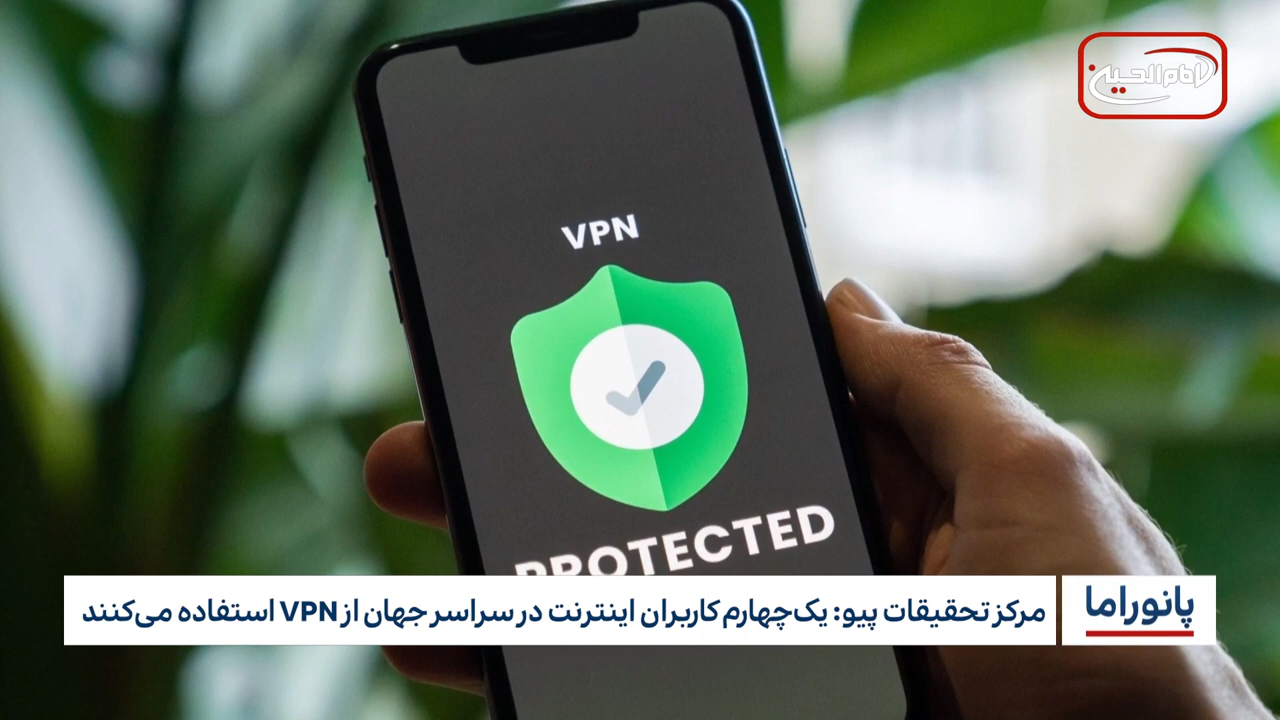 امام‌الحسین
VPN
PROTECTED
پانوراما
مرکز تحقیقات پیو: یک‌چهارم کاربران اینترنت در سراسر جهان از VPN استفاده می‌کنند